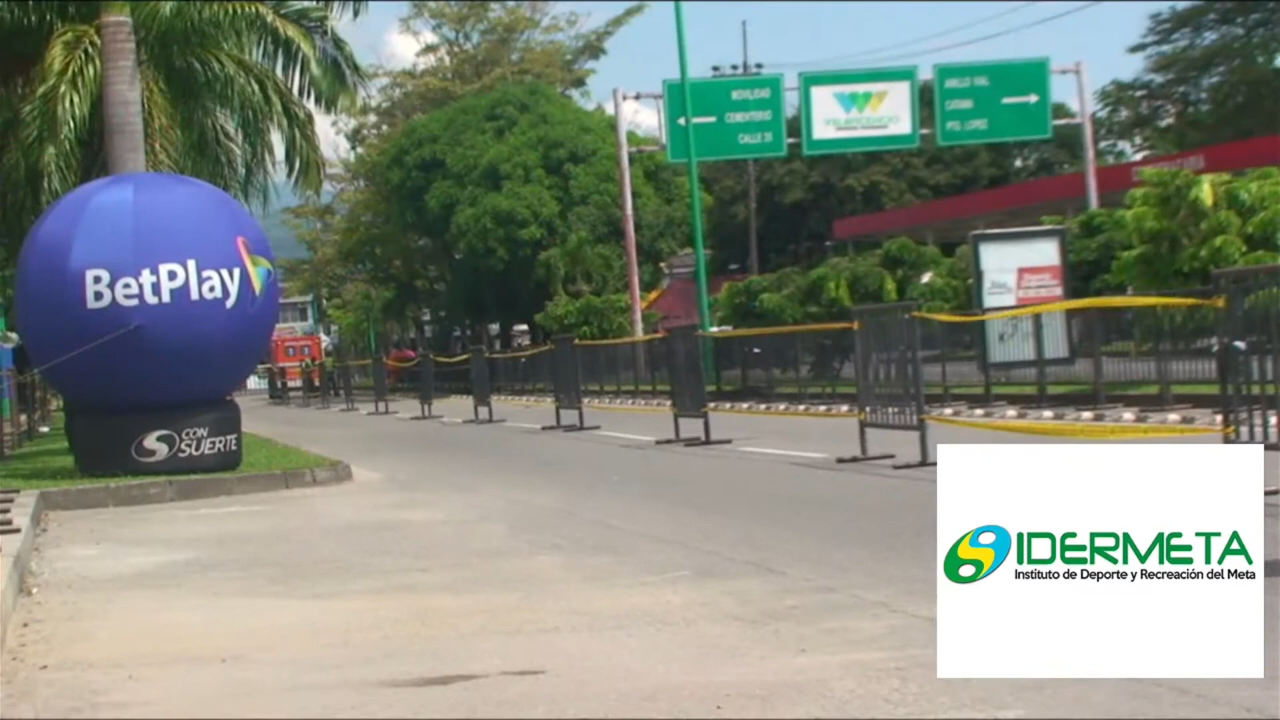 MOVILIDAD
CEMENTERIO
CALLE 35
VILLAVICENCIO
ANILLO VIAL
CATAMA
PTO. LOPEZ
BetPlay
CON
SUERTE
IDERMETA
Instituto de Deporte y Recreación del Meta